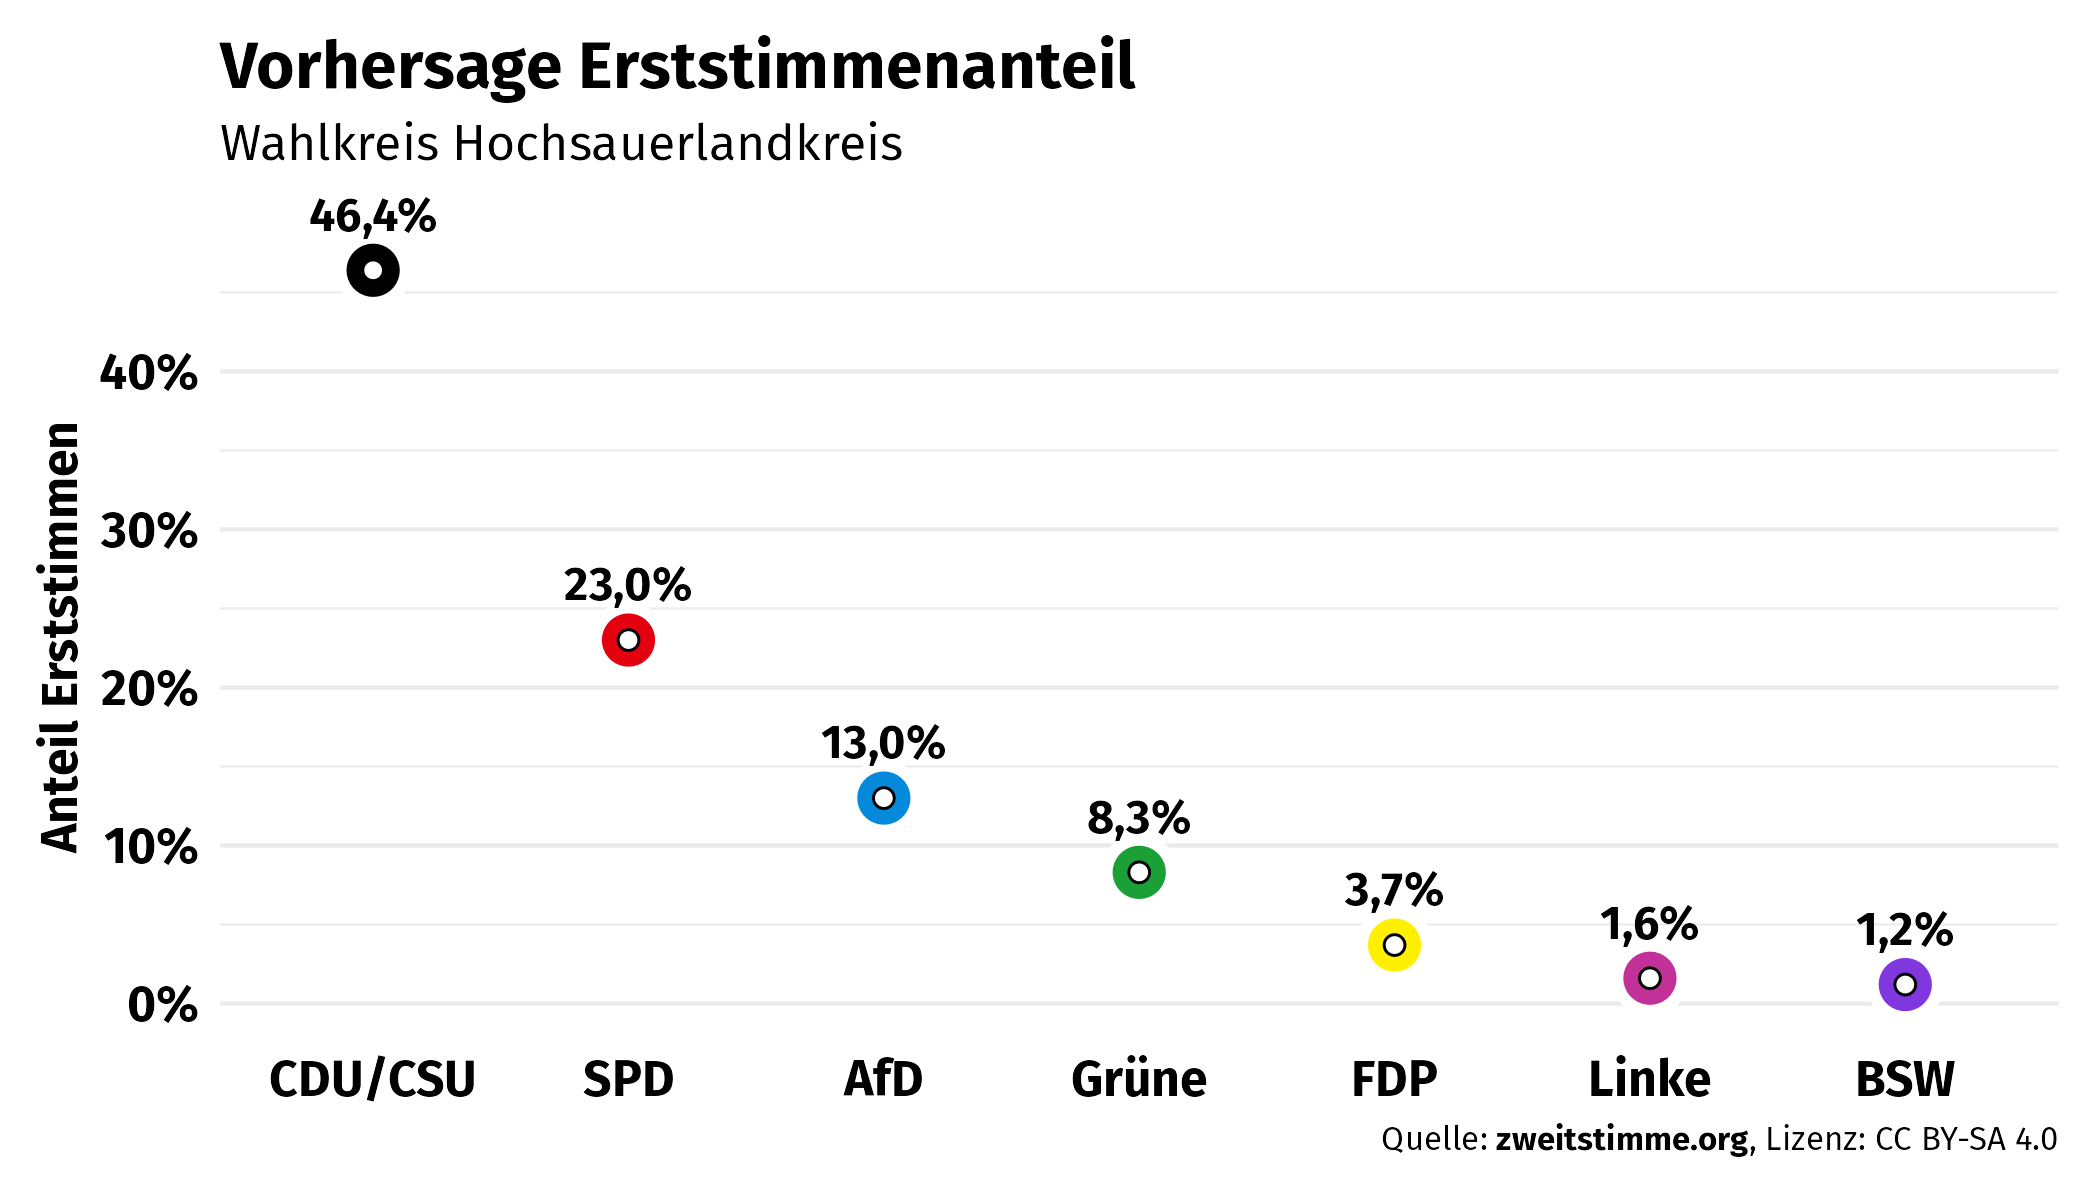 Vorhersage Erststimmenanteil
Wahlkreis Hochsauerlandkreis
46,4%
40%
30%
23,0%
20%
13,0%
10%
8,3%
3,7%
1,6%
1,2%
0%
Anteil Erststimmen
CDU/CSU SPD AfD Grüne FDP Linke BSW
Quelle: zweitstimme.org, Lizenz: CC BY-SA 4.0